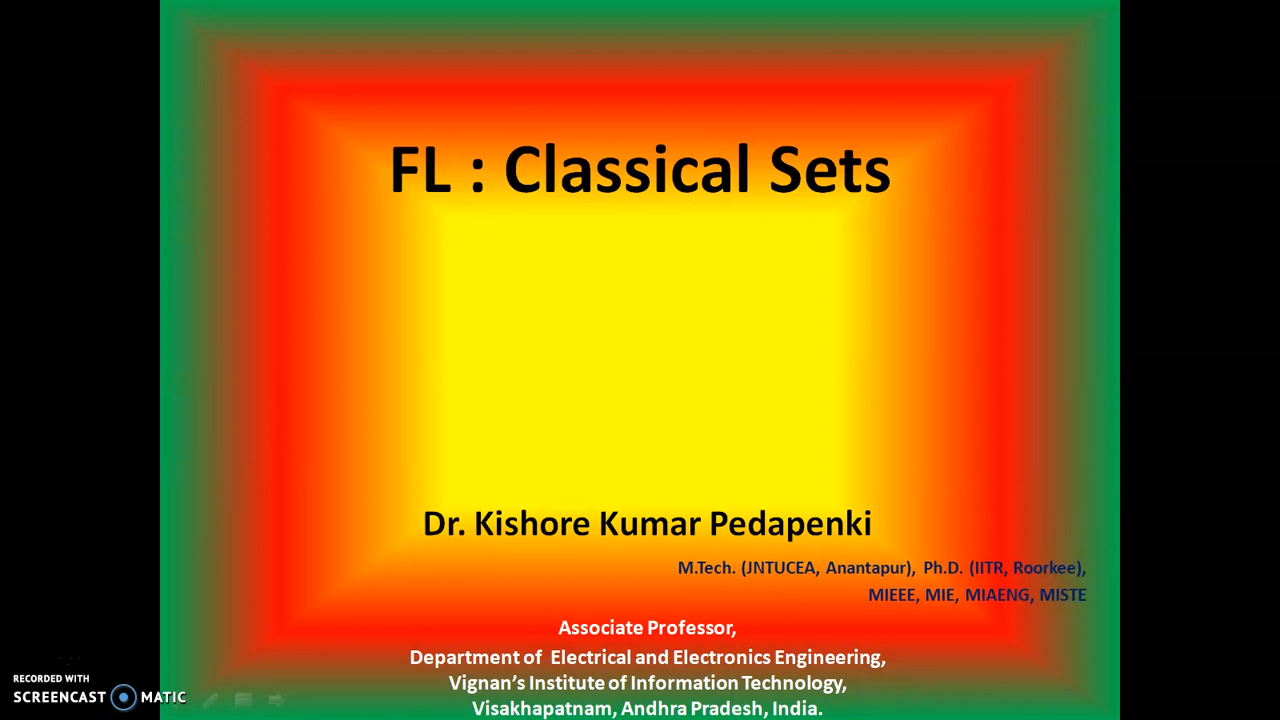 FL : Classical Sets
Dr. Kishore Kumar Pedapenki
M.Tech. (JNTUCEA, Anantapur), Ph.D. (IITR, Roorkee),
MIEEE, MIE, MIAENG, MISTE
Associate Professor,
Department of Electrical and Electronics Engineering,
Vignan's Institute of Information Technology,
Visakhapatnam, Andhra Pradesh, India.
RECORDED WITH
SCREENCAST MATIC